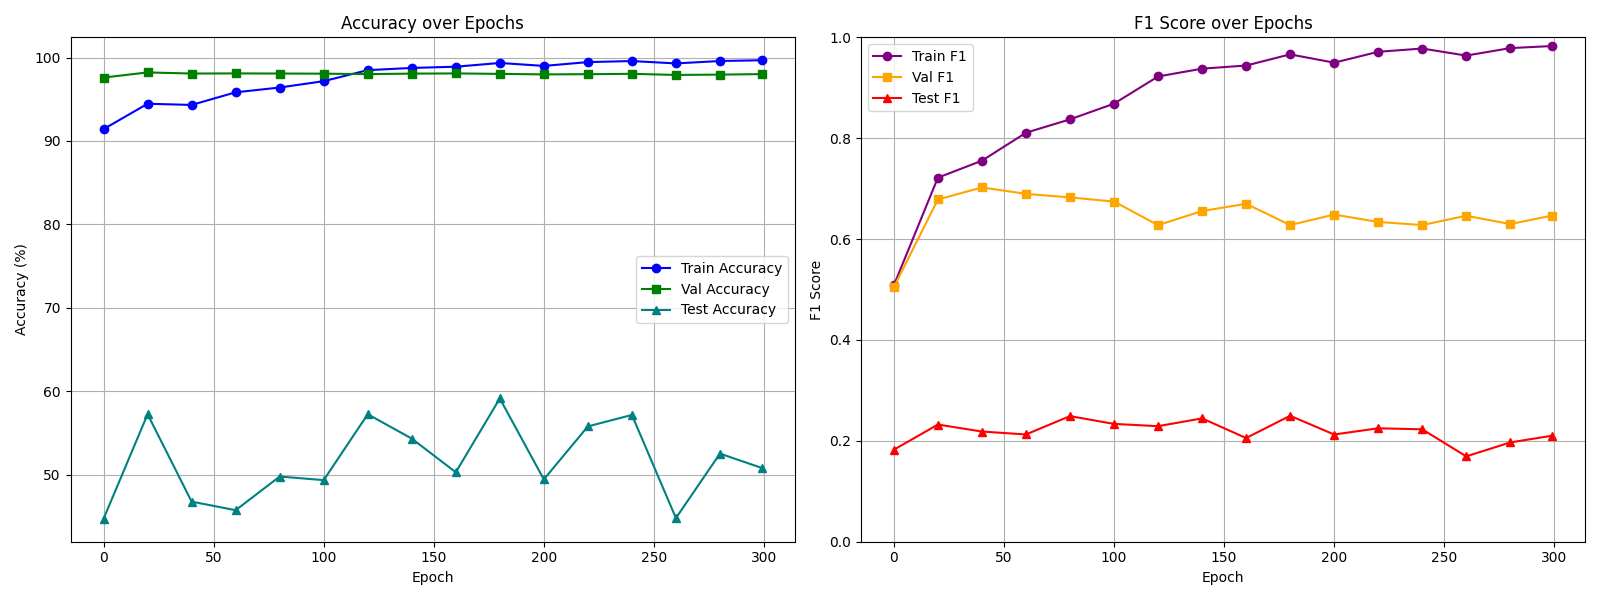 Accuracy over Epochs
100
90
80
70
60
50
Accuracy (%)
Train Accuracy
Val Accuracy
Test Accuracy
0 50 100 150 200 250 300
Epoch
F1 Score over Epochs
1.0
0.8
0.6
0.4
0.2
0.0
F1 Score
Train F1
Val F1
Test F1
0 50 100 150 200 250 300
Epoch